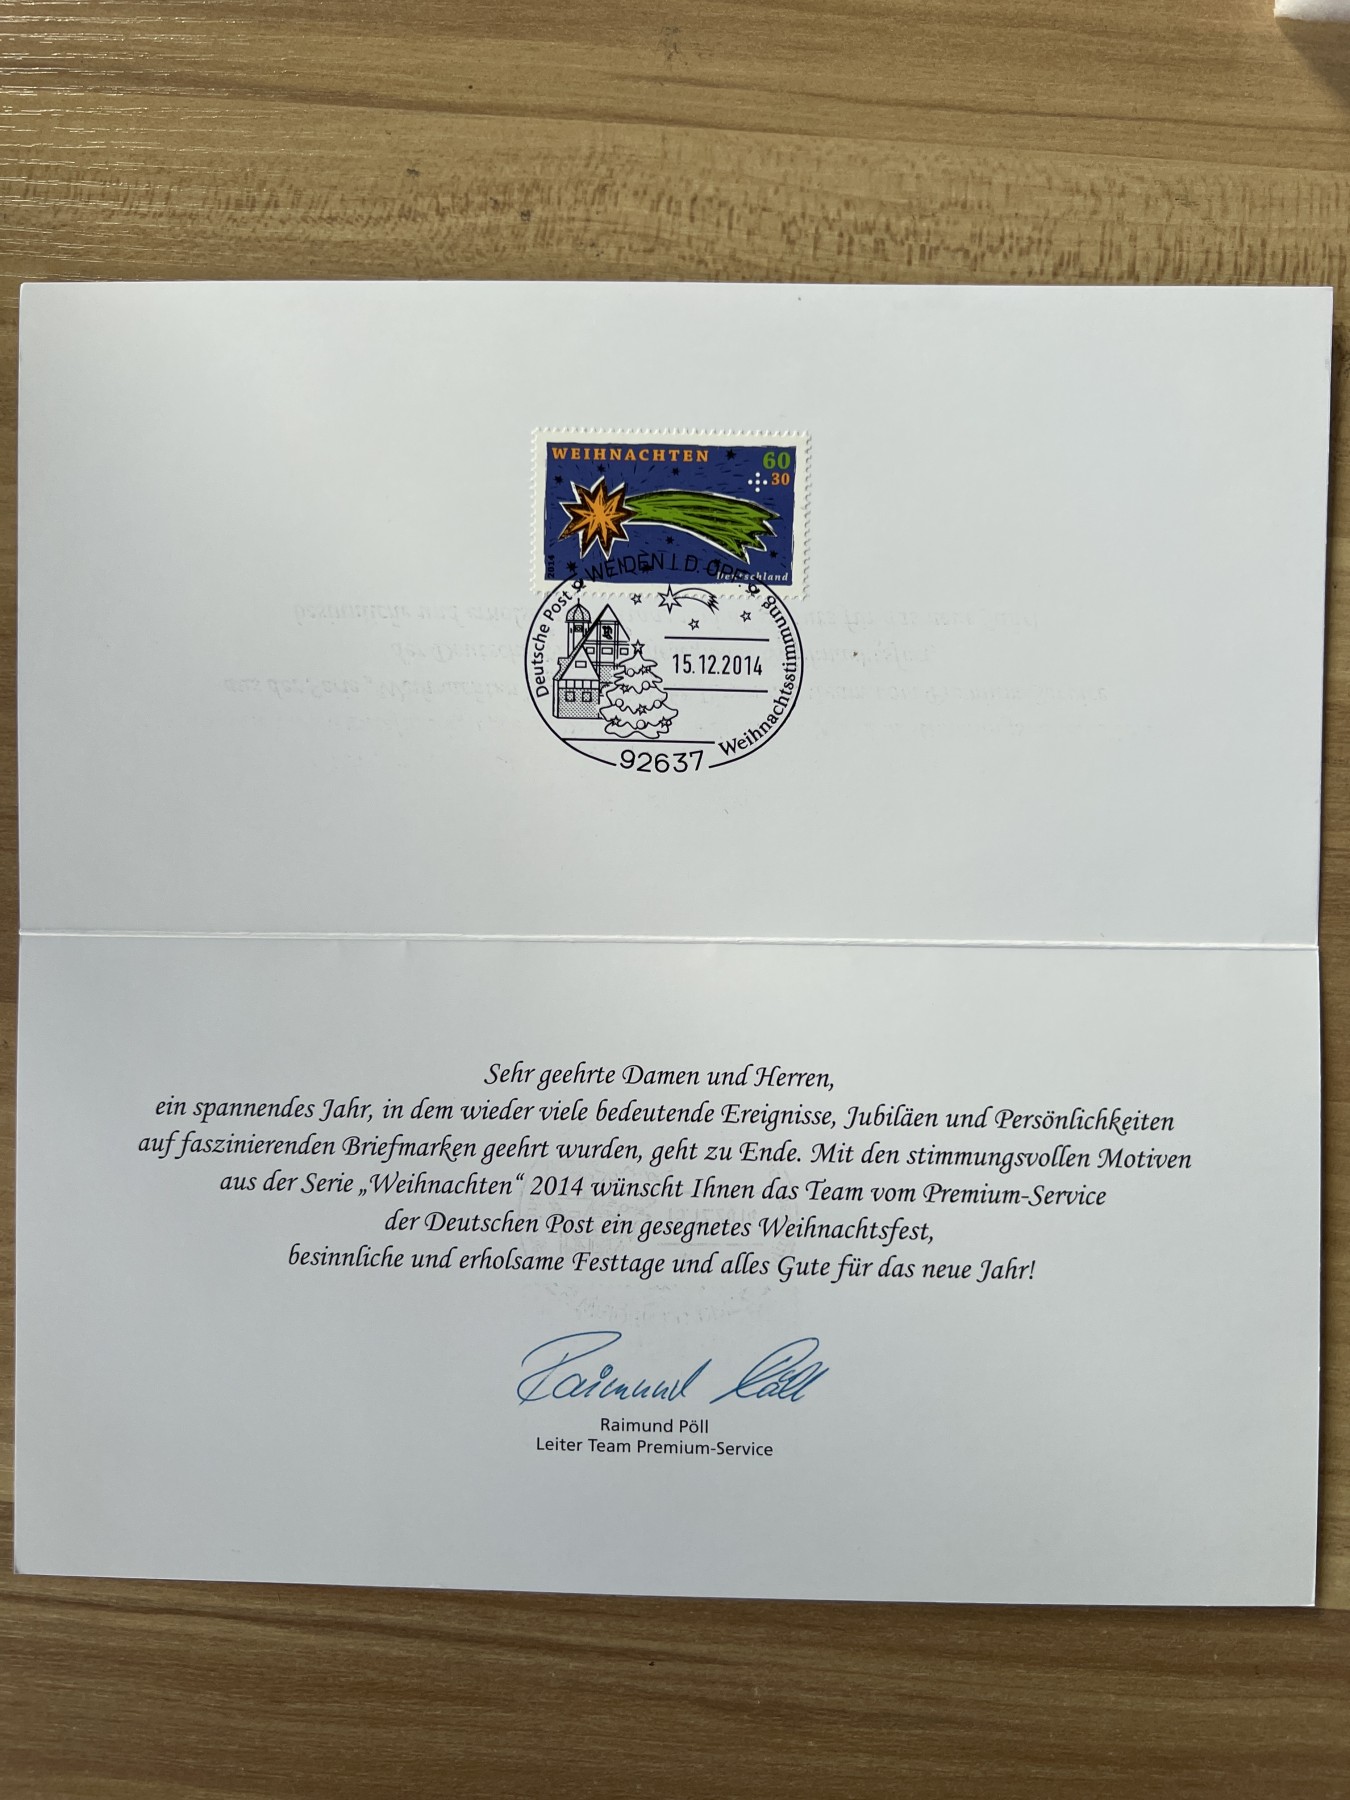 WEIHNACHTEN
60
+30
2014
Deutschland
WEIDEN I. D. OPF.
Deutsche Post
15.12.2014
Weihnachtsstimmung
92637
Sehr geehrte Damen und Herren,
ein spannendes Jahr, in dem wieder viele bedeutende Ereignisse, Jubiläen und Persönlichkeiten
auf faszinierenden Briefmarken geehrt wurden, geht zu Ende. Mit den stimmungsvollen Motiven
aus der Serie „Weihnachten“ 2014 wünscht Ihnen das Team vom Premium-Service
der Deutschen Post ein gesegnetes Weihnachtsfest,
besinnliche und erholsame Festtage und alles Gute für das neue Jahr!
Raimund Pöll
Raimund Pöll
Leiter Team Premium-Service